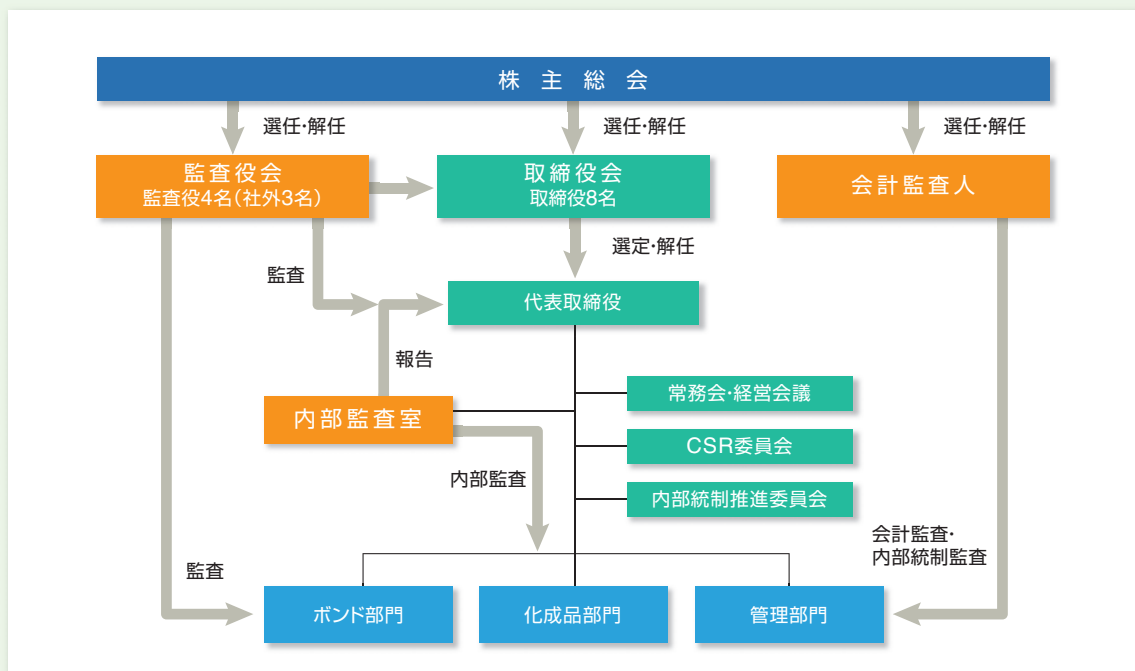 株主総会
選任・解任
選任・解任
選任・解任
監査役会
監査役4名(社外3名)
取締役会
取締役8名
会計監査人
選定・解任
監査
代表取締役
報告
常務会・経営会議
内部監査室
CSR委員会
内部監査
内部統制推進委員会
会計監査・
内部統制監査
監査
ボンド部門
化成品部門
管理部門